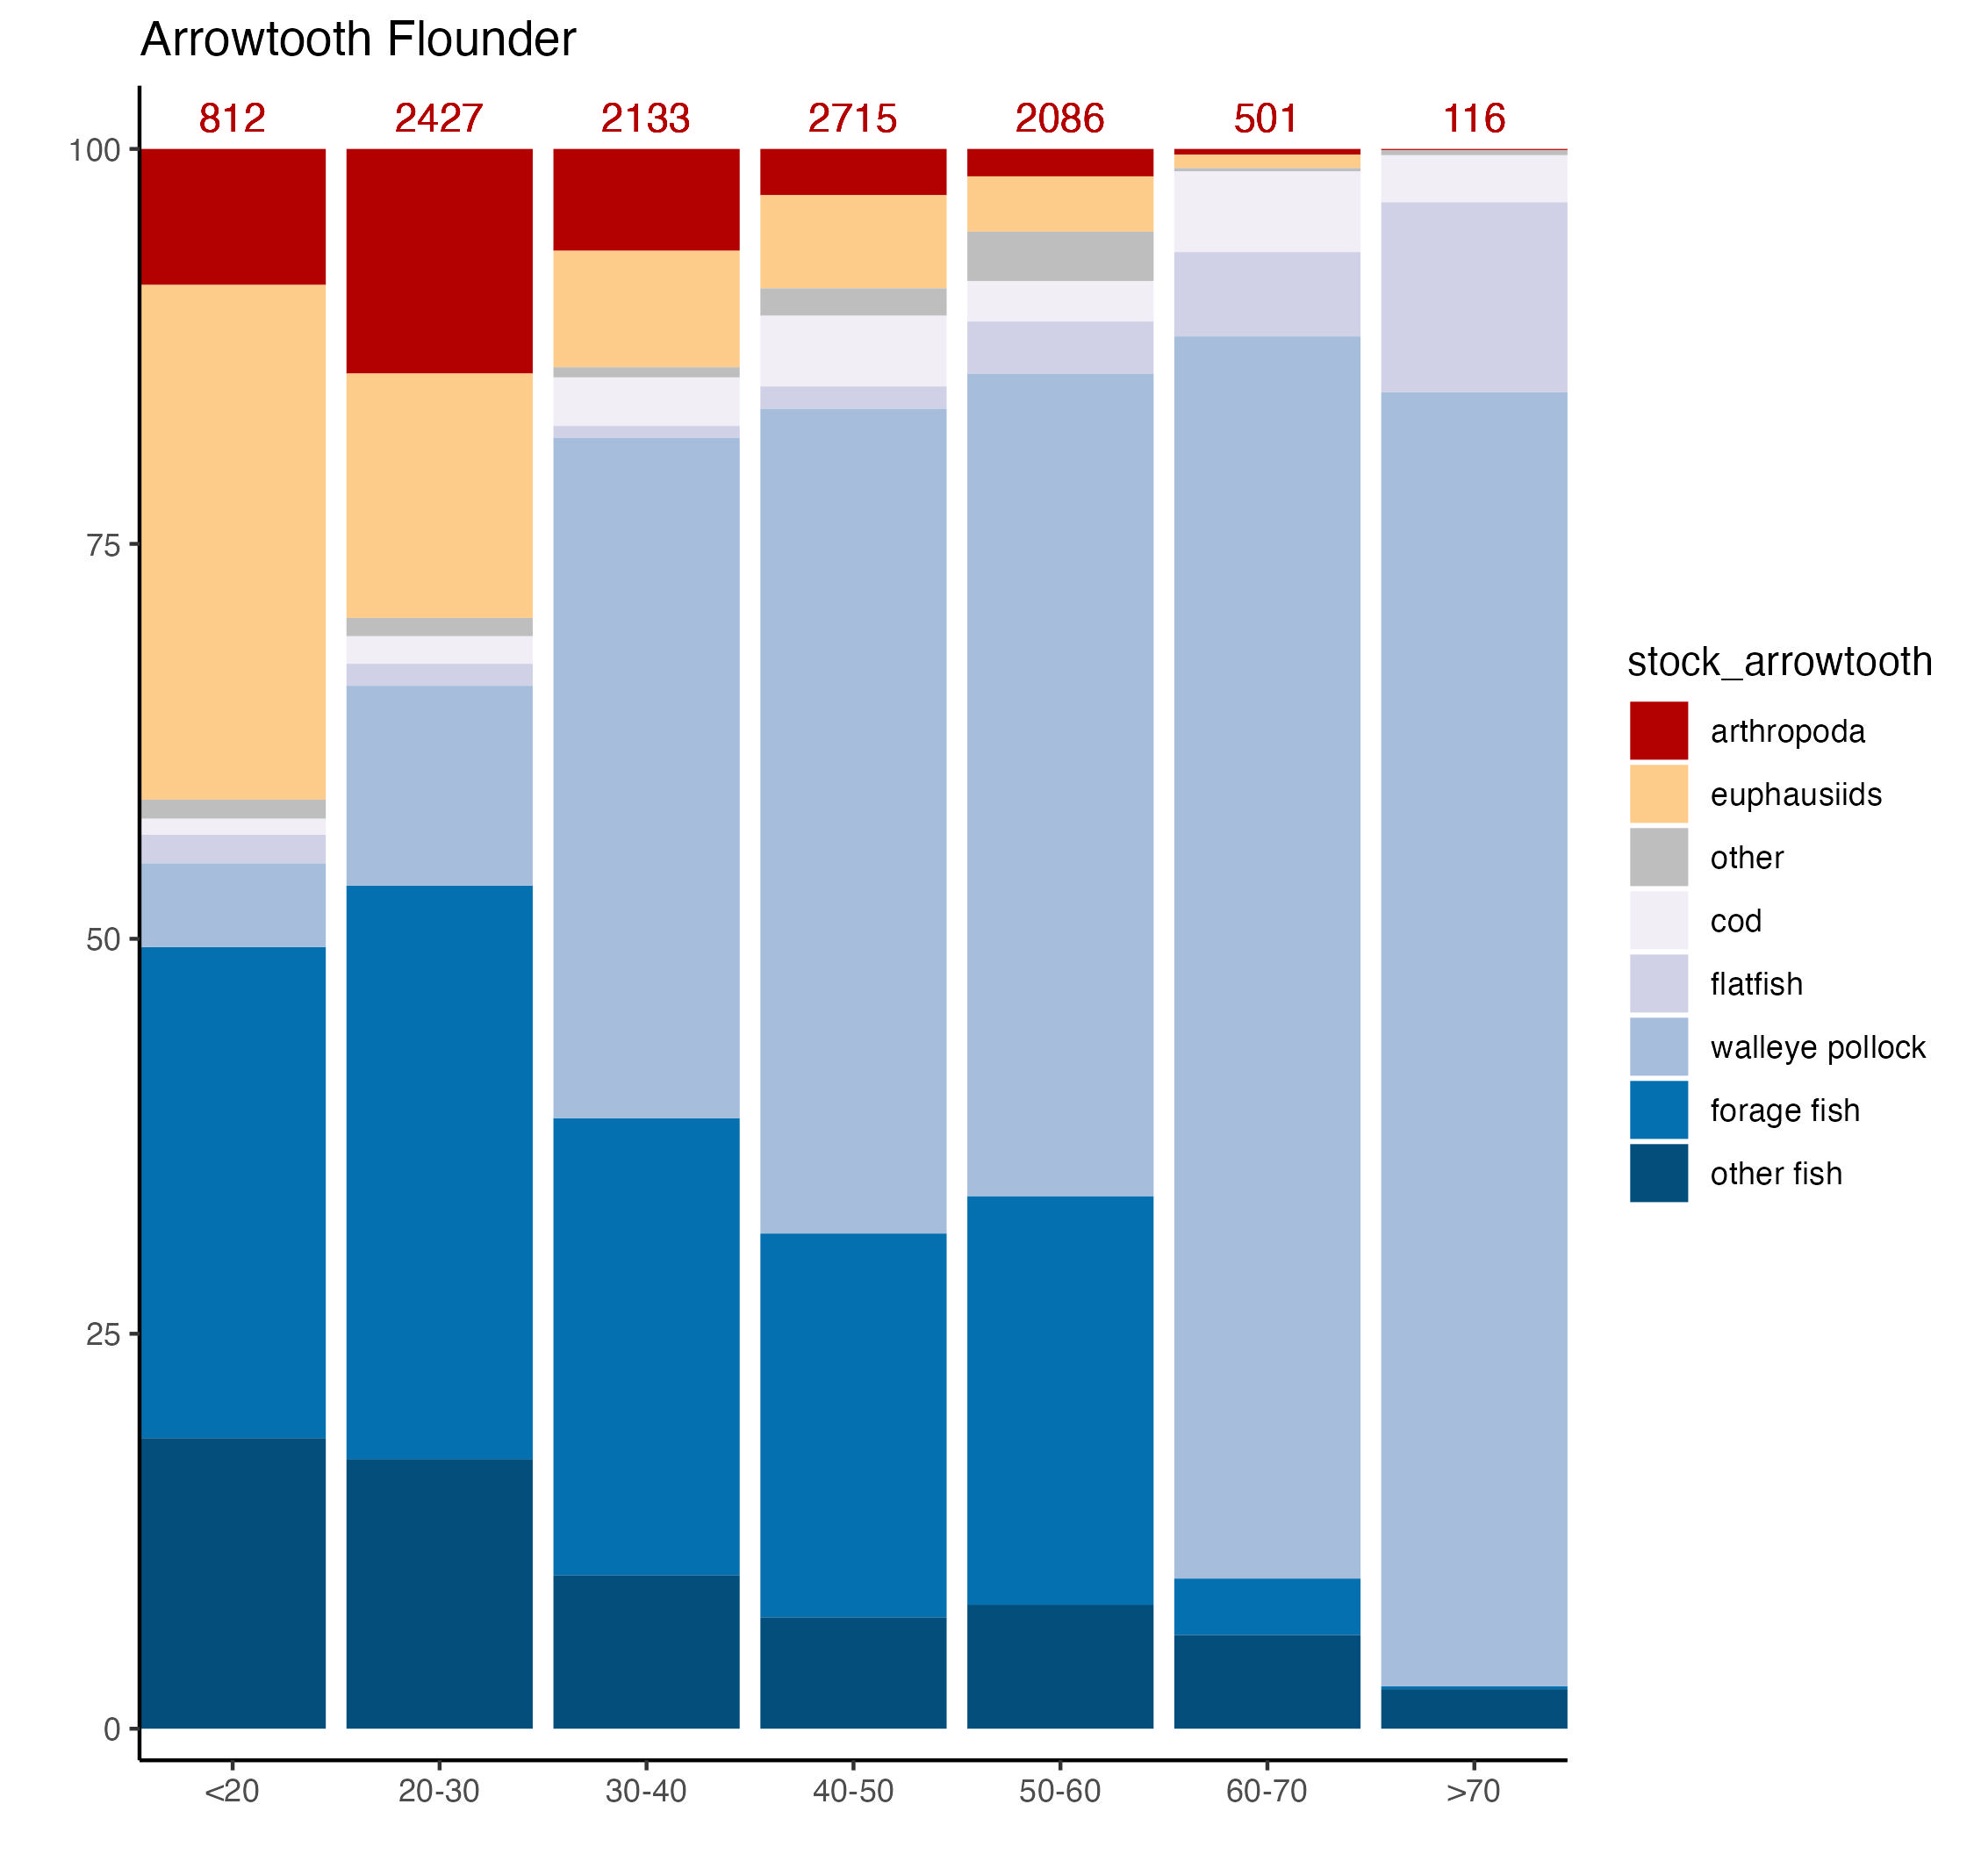 Arrowtooth Flounder
812 2427 2133 2715 2086 501 116
100
75
50
25
0
<20 20-30 30-40 40-50 50-60 60-70 >70
stock_arrowtooth
arthropoda
euphausiids
other
cod
flatfish
walleye pollock
forage fish
other fish